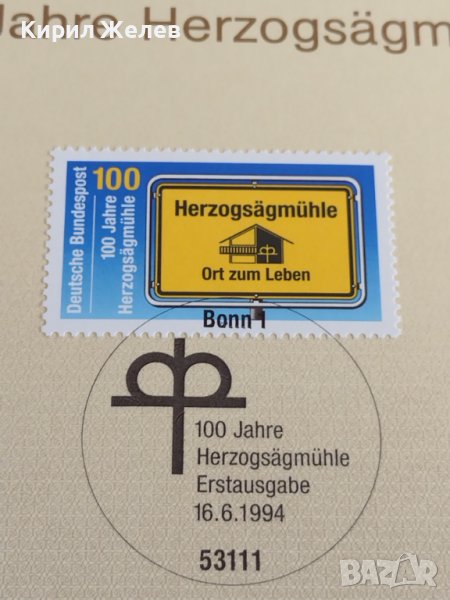 Jahre Herzogsägm
Кирил Желев
Deutsche Bundespost
100
100 Jahre
Herzogsägmühle
Herzogsägmühle
Ort zum Leben
Bonn 1
100 Jahre
Herzogsägmühle
Erstausgabe
16.6.1994
53111
BAZAR